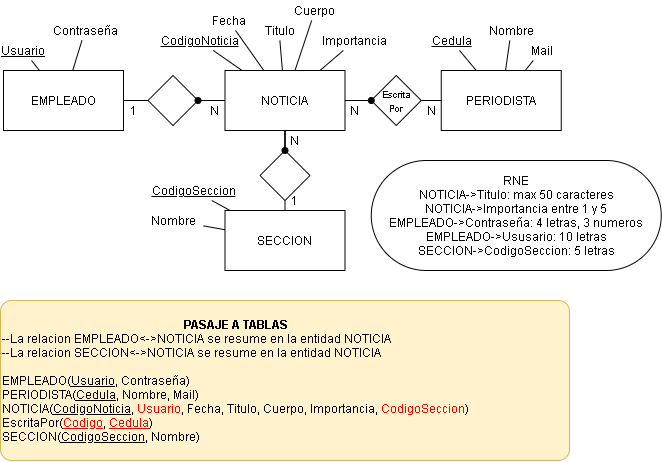 Cuerpo
Fecha
Contraseña
Titulo
Nombre
Usuario
CodigoNoticia
Importancia
Cedula
Mail
EMPLEADO
1
N
NOTICIA
N
Escrita
Por
N
PERIODISTA
N
CodigoSeccion
1
Nombre
SECCION
RNE
NOTICIA->Titulo: max 50 caracteres
NOTICIA->Importancia entre 1 y 5
EMPLEADO->Contraseña: 4 letras, 3 numeros
EMPLEADO->Ususario: 10 letras
SECCION->CodigoSeccion: 5 letras
PASAJE A TABLAS
--La relacion EMPLEADO<->NOTICIA se resume en la entidad NOTICIA
--La relacion SECCION<->NOTICIA se resume en la entidad NOTICIA
EMPLEADO(Usuario, Contraseña)
PERIODISTA(Cedula, Nombre, Mail)
NOTICIA(CodigoNoticia, Usuario, Fecha, Titulo, Cuerpo, Importancia, CodigoSeccion)
EscritaPor(Codigo, Cedula)
SECCION(CodigoSeccion, Nombre)